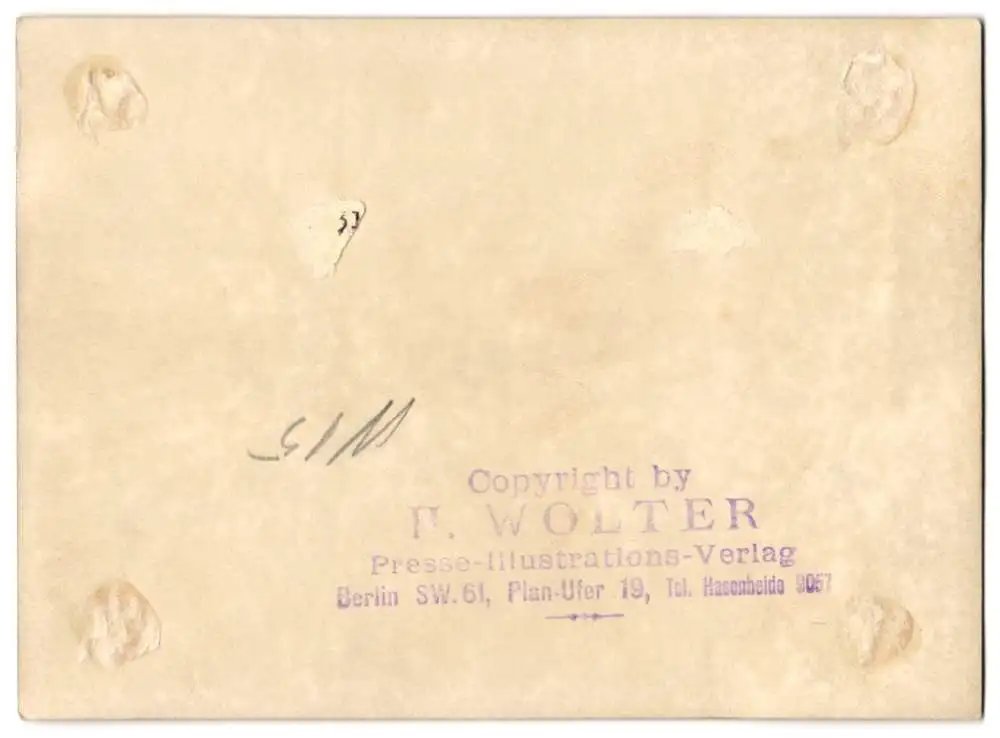 Copyright by
WOLTER
Presse-Illustrations-Verlag
Berlin SW.61, Plan-Ufer 19, Tel. Hasenheide 9057